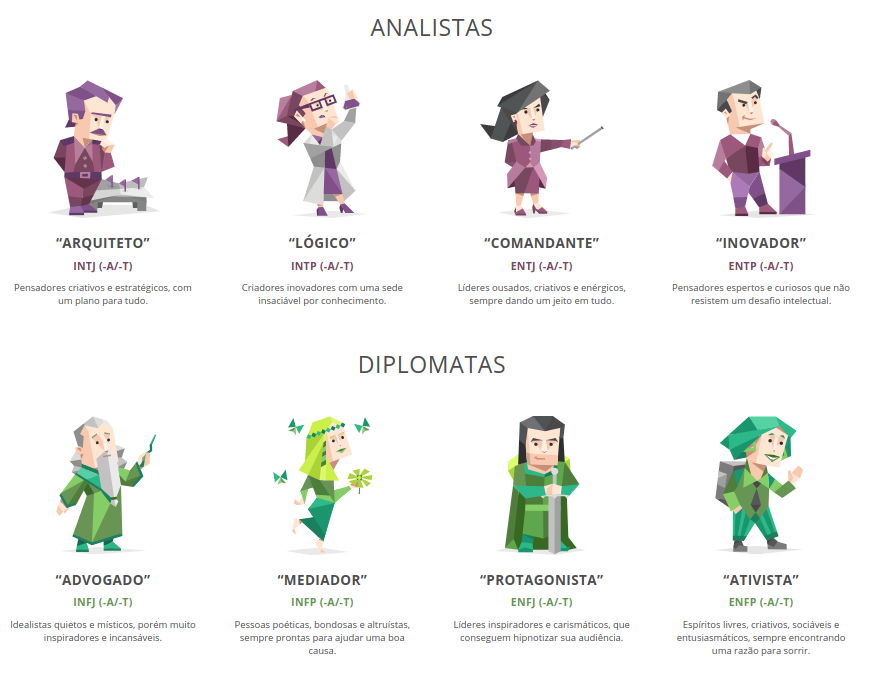 ANALISTAS
“ARQUITETO”
INTJ (-A/-T)
Pensadores criativos e estratégicos, com
um plano para tudo.
“LÓGICO”
INTP (-A/-T)
Criadores inovadores com uma sede
insaciável por conhecimento.
“COMANDANTE”
ENTJ (-A/-T)
Líderes ousados, criativos e enérgicos,
sempre dando um jeito em tudo.
“INOVADOR”
ENTP (-A/-T)
Pensadores espertos e curiosos que não
resistem um desafio intelectual.
DIPLOMATAS
“ADVOGADO”
INFJ (-A/-T)
Idealistas quietos e místicos, porém muito
inspiradores e incansáveis.
“MEDIADOR”
INFP (-A/-T)
Pessoas poéticas, bondosas e altruístas,
sempre prontas para ajudar uma boa
causa.
“PROTAGONISTA”
ENFJ (-A/-T)
Líderes inspiradores e carismáticos, que
conseguem hipnotizar sua audiência.
“ATIVISTA”
ENFP (-A/-T)
Espíritos livres, criativos, sociáveis e
entusiasmáticos, sempre encontrando
uma razão para sorrir.